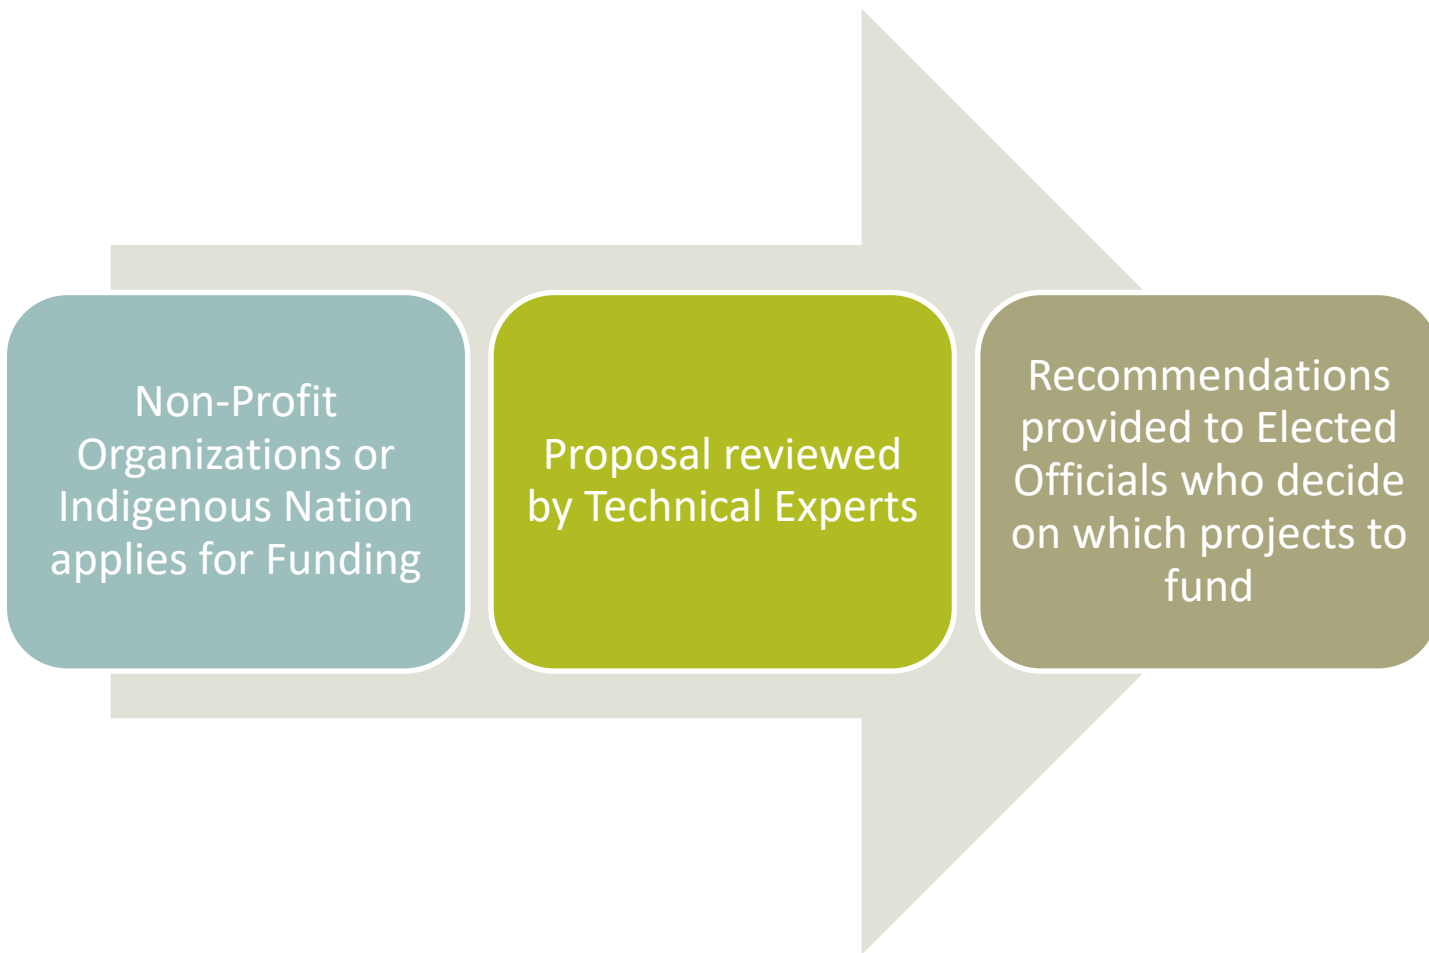 Non-Profit
Organizations or
Indigenous Nation
applies for Funding
Proposal reviewed
by Technical Experts
Recommendations
provided to Elected
Officials who decide
on which projects to
fund